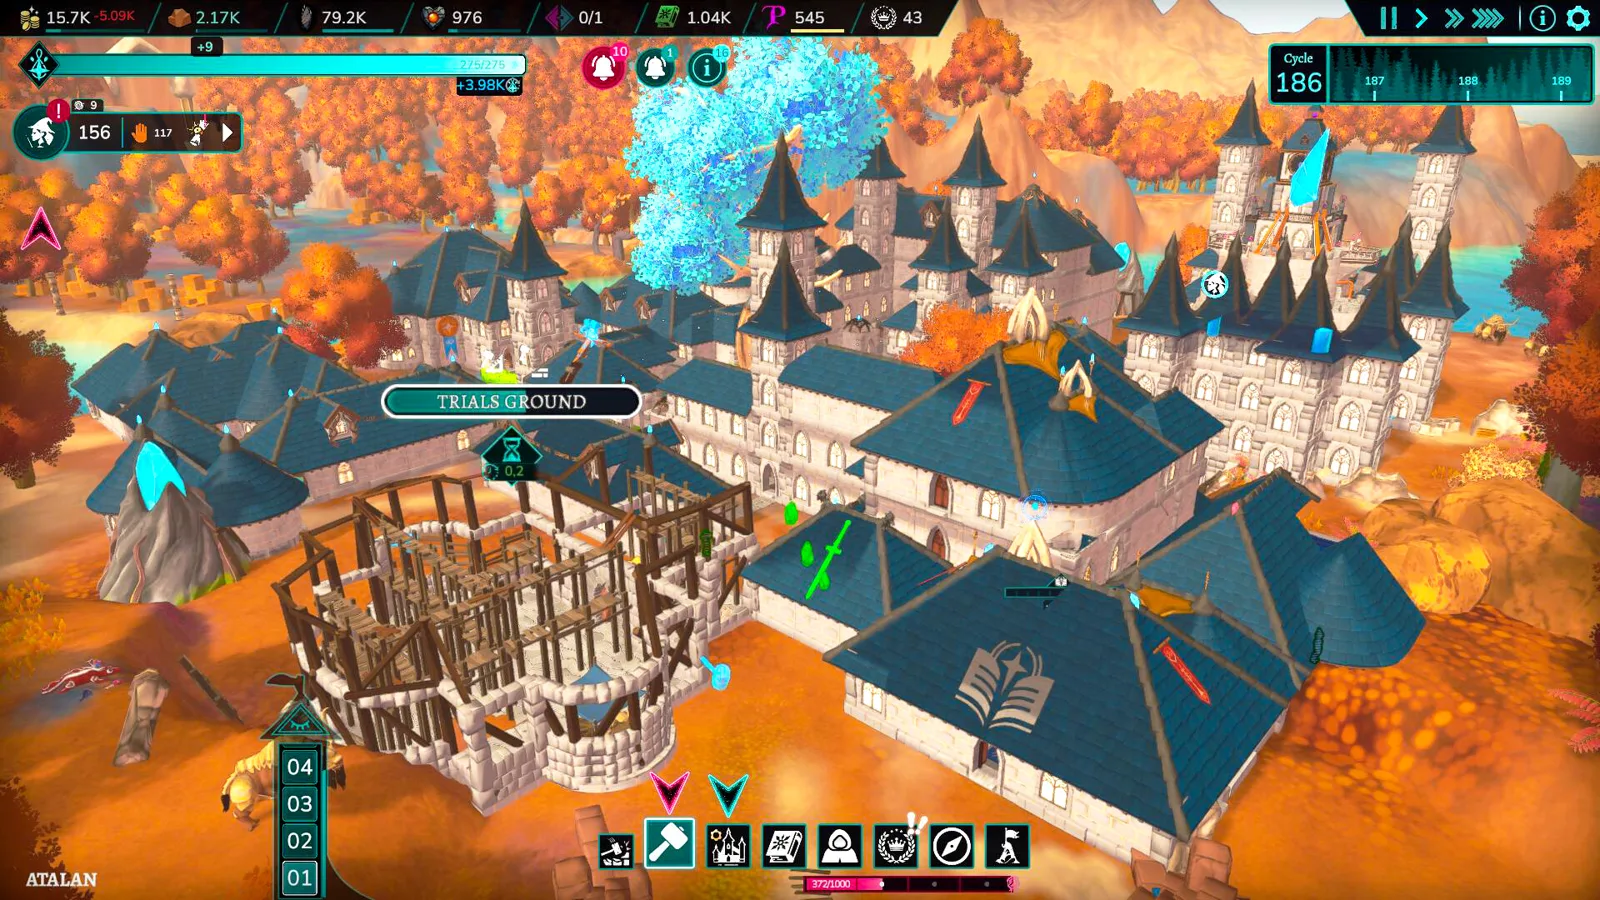 15.7K -5.09K
2.17K
79.2K
976
0/1
1.04K
545
43
+9
275/275
+3.98K
10
1
16
Cycle
186
187
188
189
9
156
117
TRIALS GROUND
0,2
04
03
02
01
!!
372/1000
ATALAN